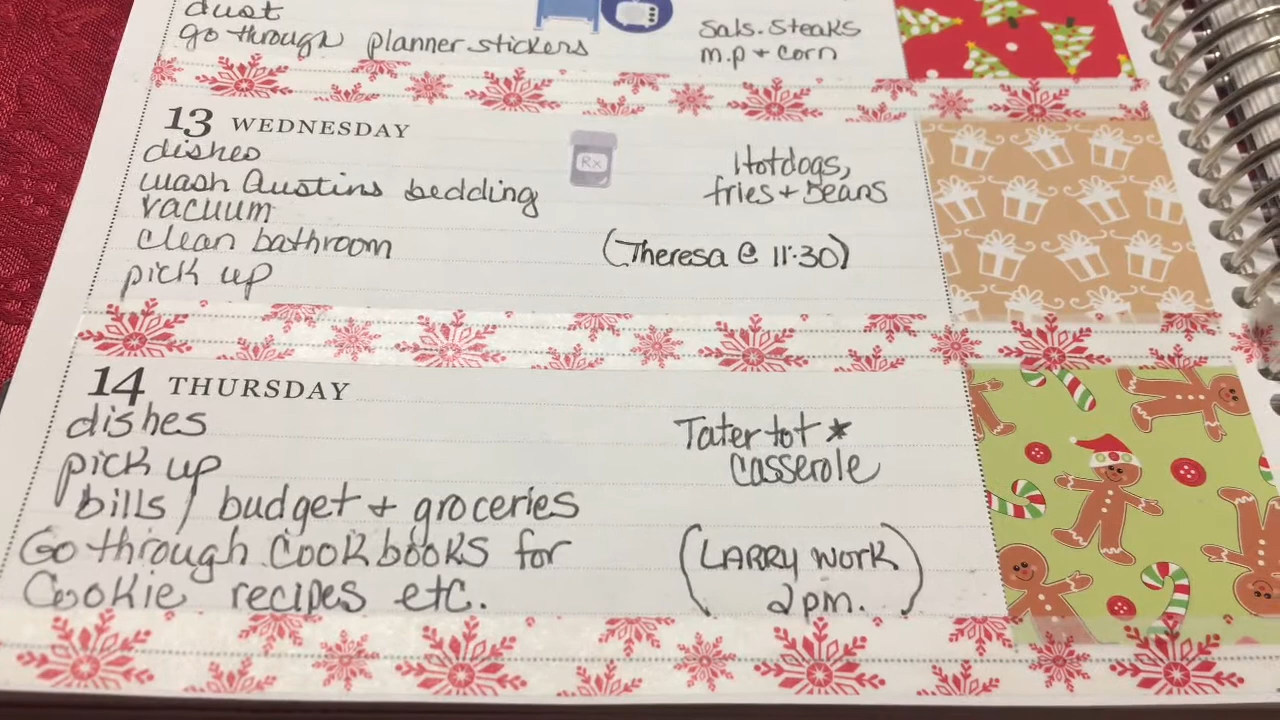 dust
go through planner stickers
Sals. Steaks
m.p + corn
13 WEDNESDAY
dishes
wash Austins bedding
vacuum
clean bathroom
pick up
Rx
Hotdogs,
fries + Beans
(Theresa @ 11:30)
14 THURSDAY
dishes
pick up
bills / budget + groceries
Go through Cookbooks for
Cookie recipes etc.
Tater tot *
casserole
(LARRY WORK
2pm.)